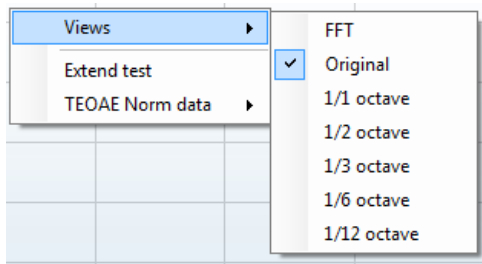 Views
Extend test
TEOAE Norm data
FFT
Original
1/1 octave
1/2 octave
1/3 octave
1/6 octave
1/12 octave